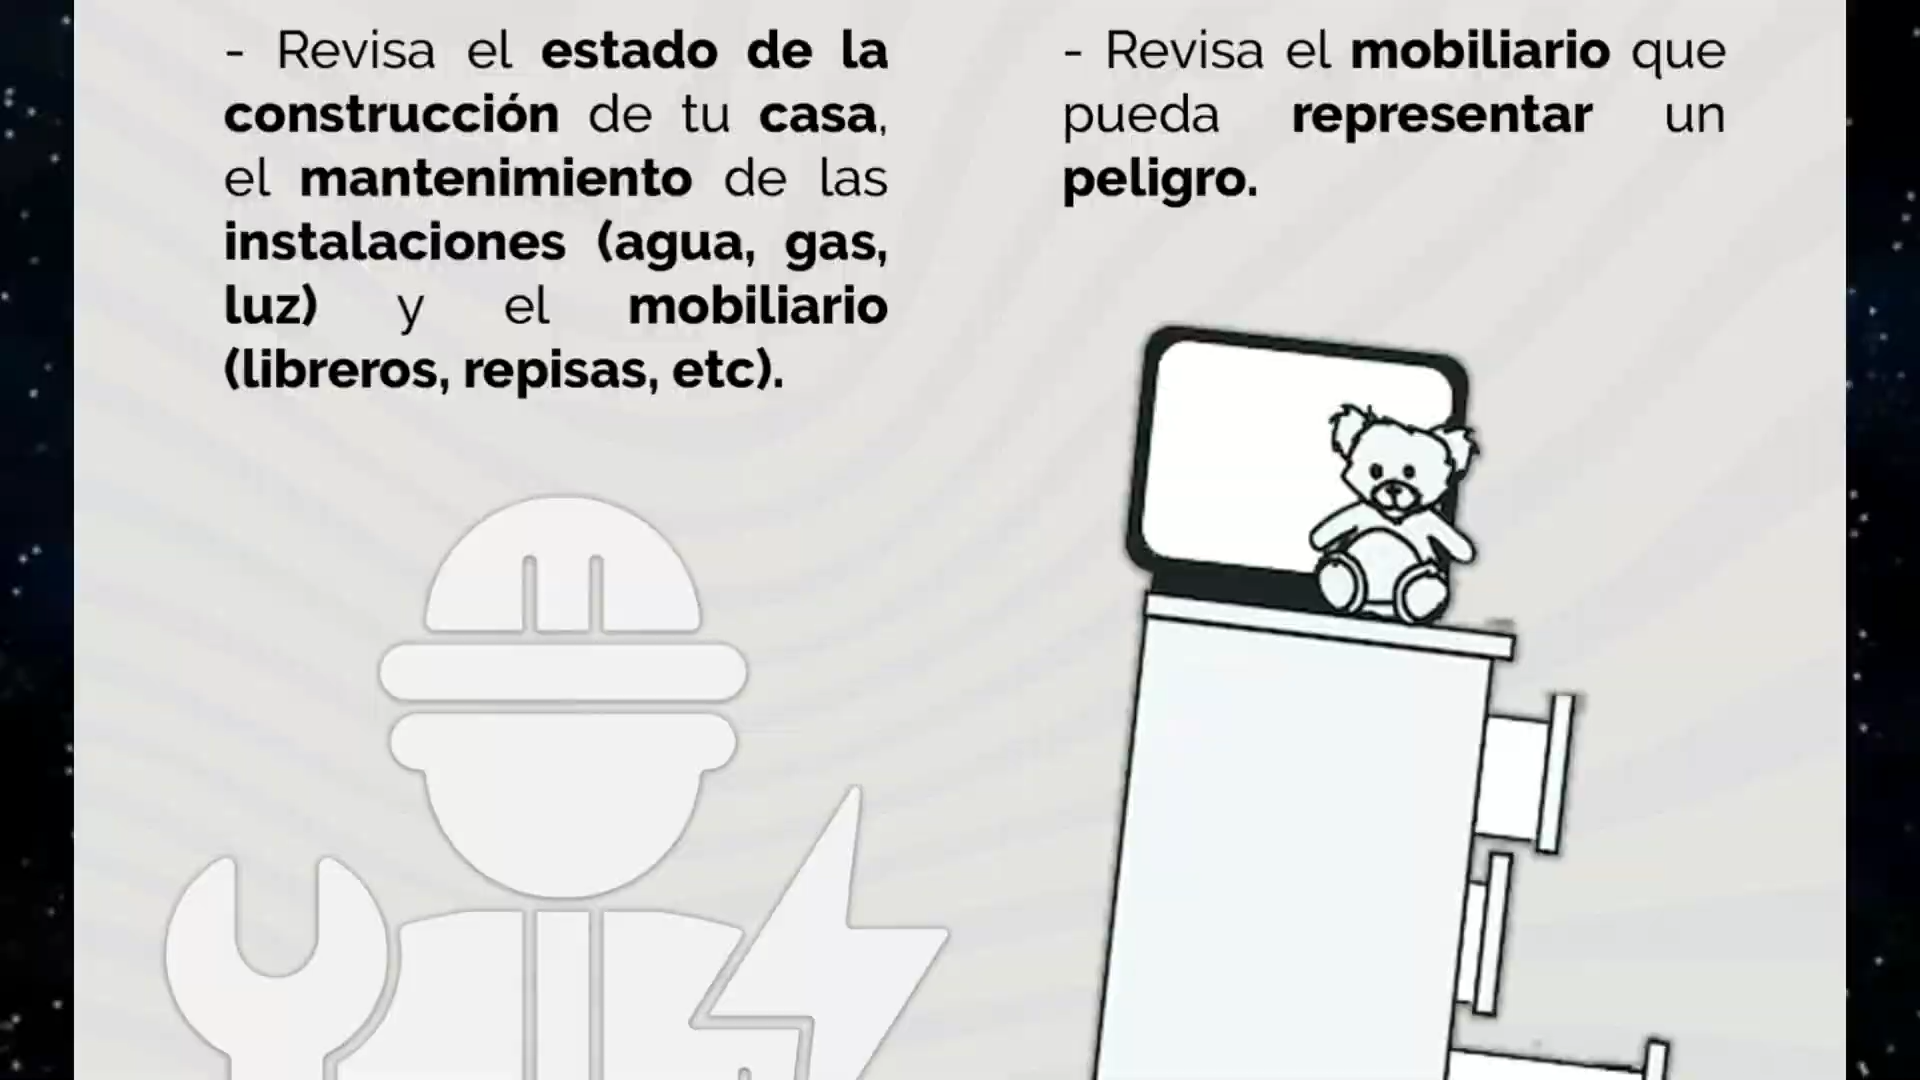 - Revisa el estado de la
construcción de tu casa,
el mantenimiento de las
instalaciones (agua, gas,
luz) y el mobiliario
(libreros, repisas, etc).
- Revisa el mobiliario que
pueda representar un
peligro.